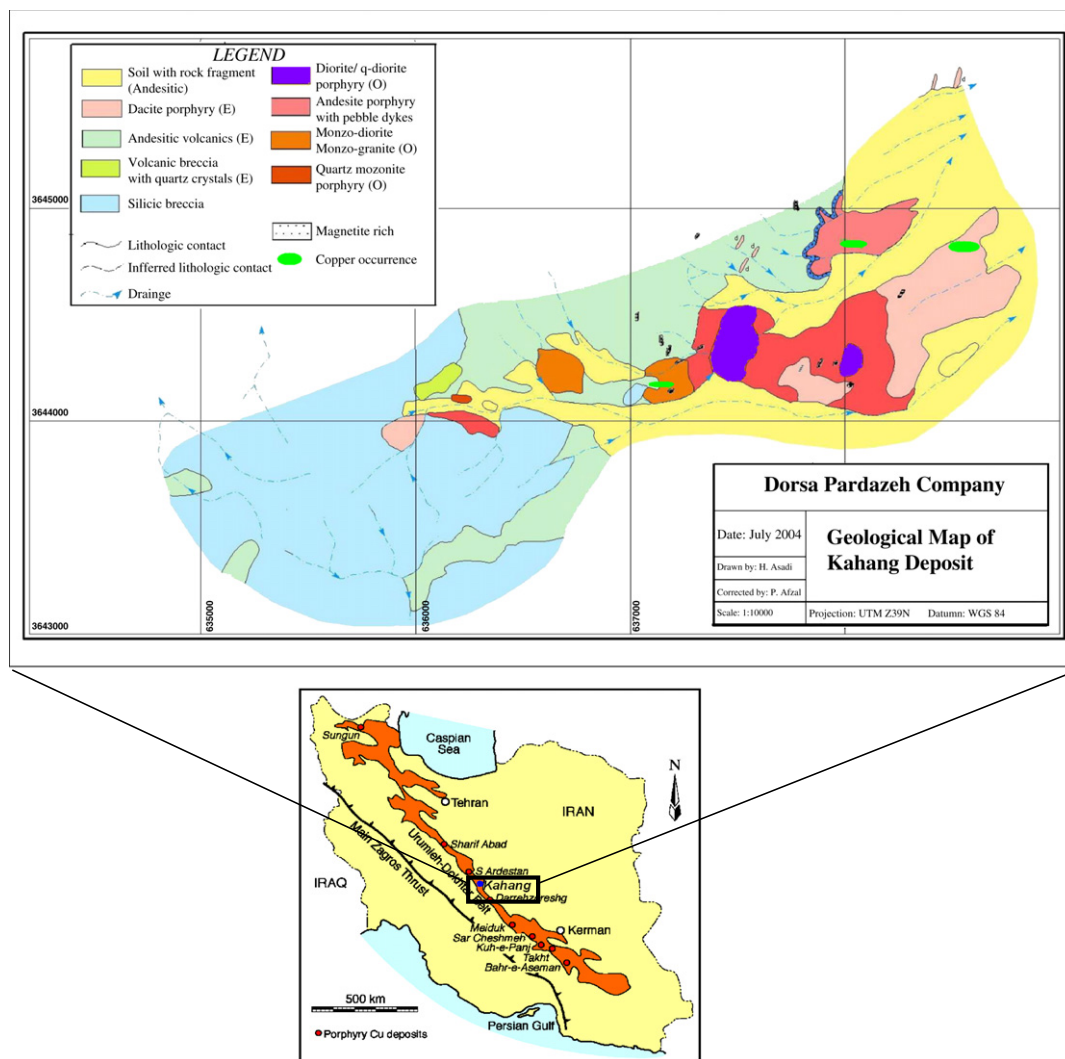 LEGEND
Soil with rock fragment
(Andesitic)
Dacite porphyry (E)
Andesitic volcanics (E)
Volcanic breccia
with quartz crystals (E)
Silicic breccia
Lithologic contact
Infferred lithologic contact
Drainge
Diorite/ q-diorite
porphyry (O)
Andesite porphyry
with pebble dykes
Monzo-diorite
Monzo-granite (O)
Quartz mozonite
porphyry (O)
Magnetite rich
Copper occurrence
3645000
3644000
3643000
635000
636000
637000
Dorsa Pardazeh Company
Date: July 2004
Drawn by: H. Asadi
Corrected by: P. Afzal
Scale: 1:10000
Geological Map of
Kahang Deposit
Projection: UTM Z39N Datumn: WGS 84
Sungun
Caspian
Sea
N
Tehran
IRAN
Sharif Abad
Main Zagros Thrust
Urumieh-Dokhtar Belt
S Ardestan
Kahang
IRAQ
Darrehzereshg
Meiduk
Kerman
Sar Cheshmeh
Kuh-e-Panj
Takht
Bahr-e-Aseman
500 km
Persian Gulf
Porphyry Cu deposits